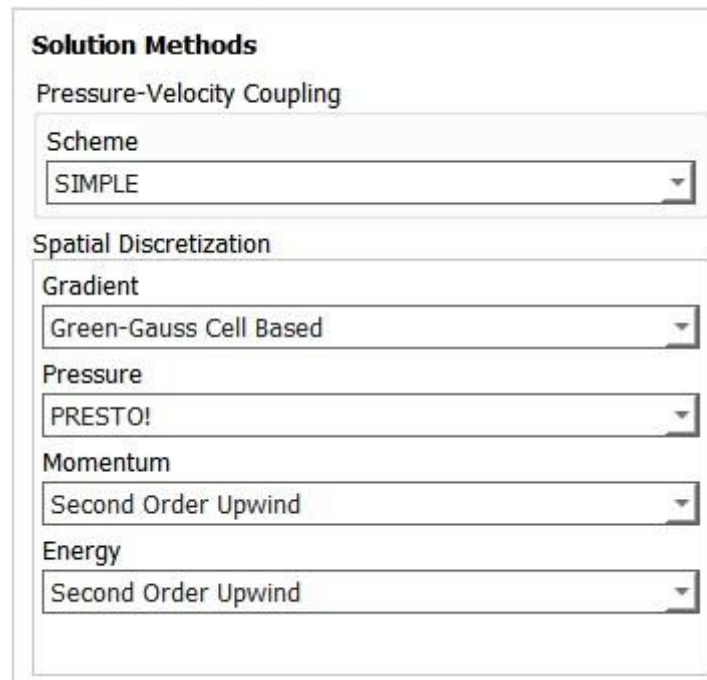 Solution Methods
Pressure-Velocity Coupling
Scheme
SIMPLE
Spatial Discretization
Gradient
Green-Gauss Cell Based
Pressure
PRESTO!
Momentum
Second Order Upwind
Energy
Second Order Upwind